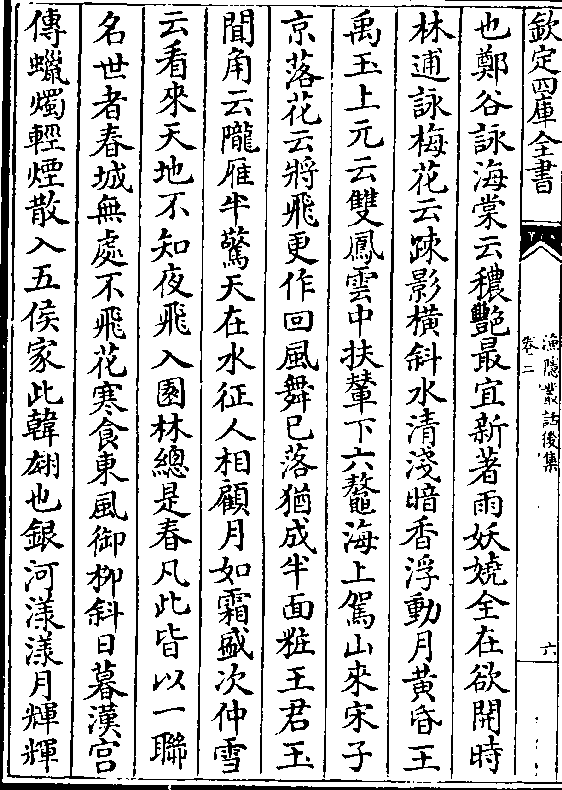 欽定四庫全書
漁隱叢話後集
卷二
六
也鄭谷詠海棠云穠艷最宜新著雨妖嬈全在欲開時
林逋詠梅花云疎影橫斜水清淺暗香浮動月黃昏王
禹玉上元云雙鳳雲中扶輦下六鼇海上駕山來宋子
京落花云將飛更作回風舞已落猶成半面粧王君玉
聞角云隴雁半驚天在水征人相顧月如霜盛次仲雪
云看來天地不知夜飛入園林總是春凡此皆以一聯
名世者春城無處不飛花寒食東風御柳斜日暮漢宮
傳蠟燭輕煙散入五侯家此韓翃也銀河漾漾月輝輝